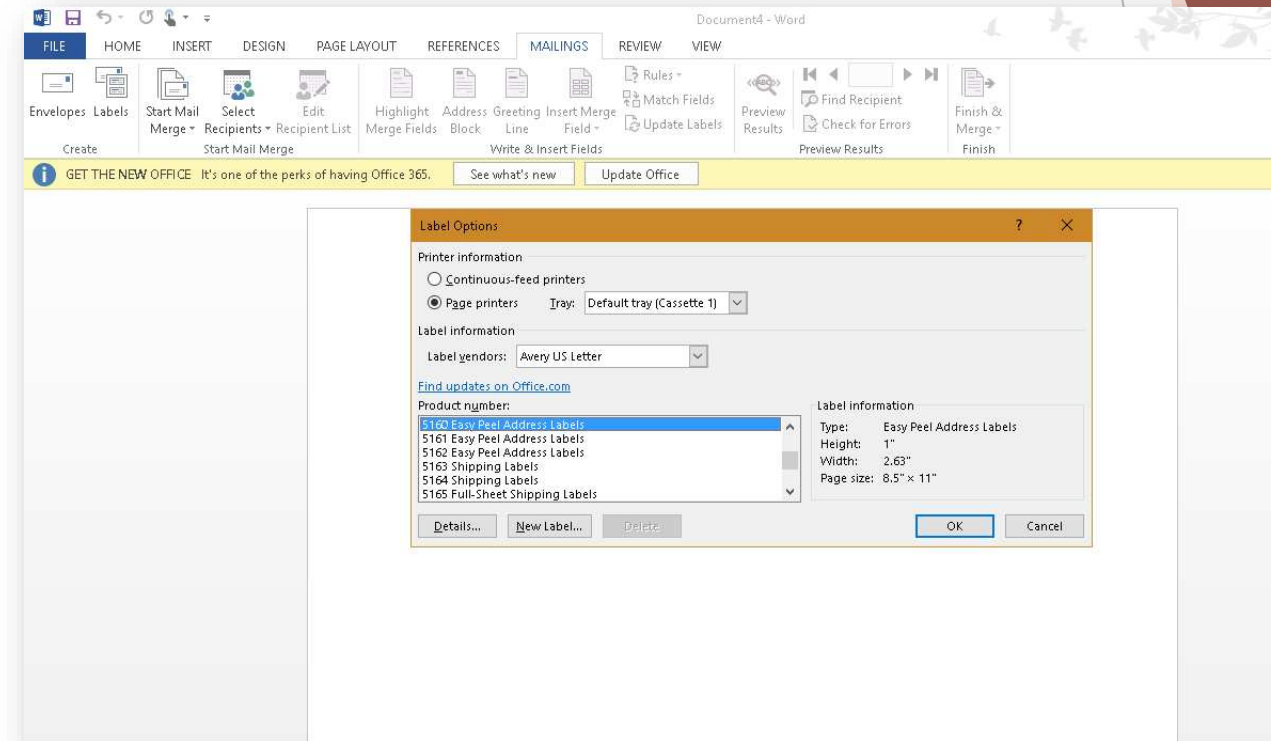 Document4 - Word
FILE HOME INSERT DESIGN PAGE LAYOUT REFERENCES MAILINGS REVIEW VIEW
Envelopes Labels Start Mail Merge Select Recipients Edit Recipient List Highlight Merge Fields Address Block Greeting Line Insert Merge Field Rules Match Fields Update Labels Preview Results ABC Find Recipient Check for Errors Finish & Merge
Create Start Mail Merge Write & Insert Fields Preview Results Finish
GET THE NEW OFFICE It's one of the perks of having Office 365. See what's new Update Office
Label Options ?
Printer information
Continuous-feed printers
Page printers Tray: Default tray (Cassette 1)
Label information
Label vendors: Avery US Letter
Find updates on Office.com
Product number:
5160 Easy Peel Address Labels
5161 Easy Peel Address Labels
5162 Easy Peel Address Labels
5163 Shipping Labels
5164 Shipping Labels
5165 Full-Sheet Shipping Labels
Label information
Type: Easy Peel Address Labels
Height: 1"
Width: 2.63"
Page size: 8.5" × 11"
Details... New Label... Delete OK Cancel